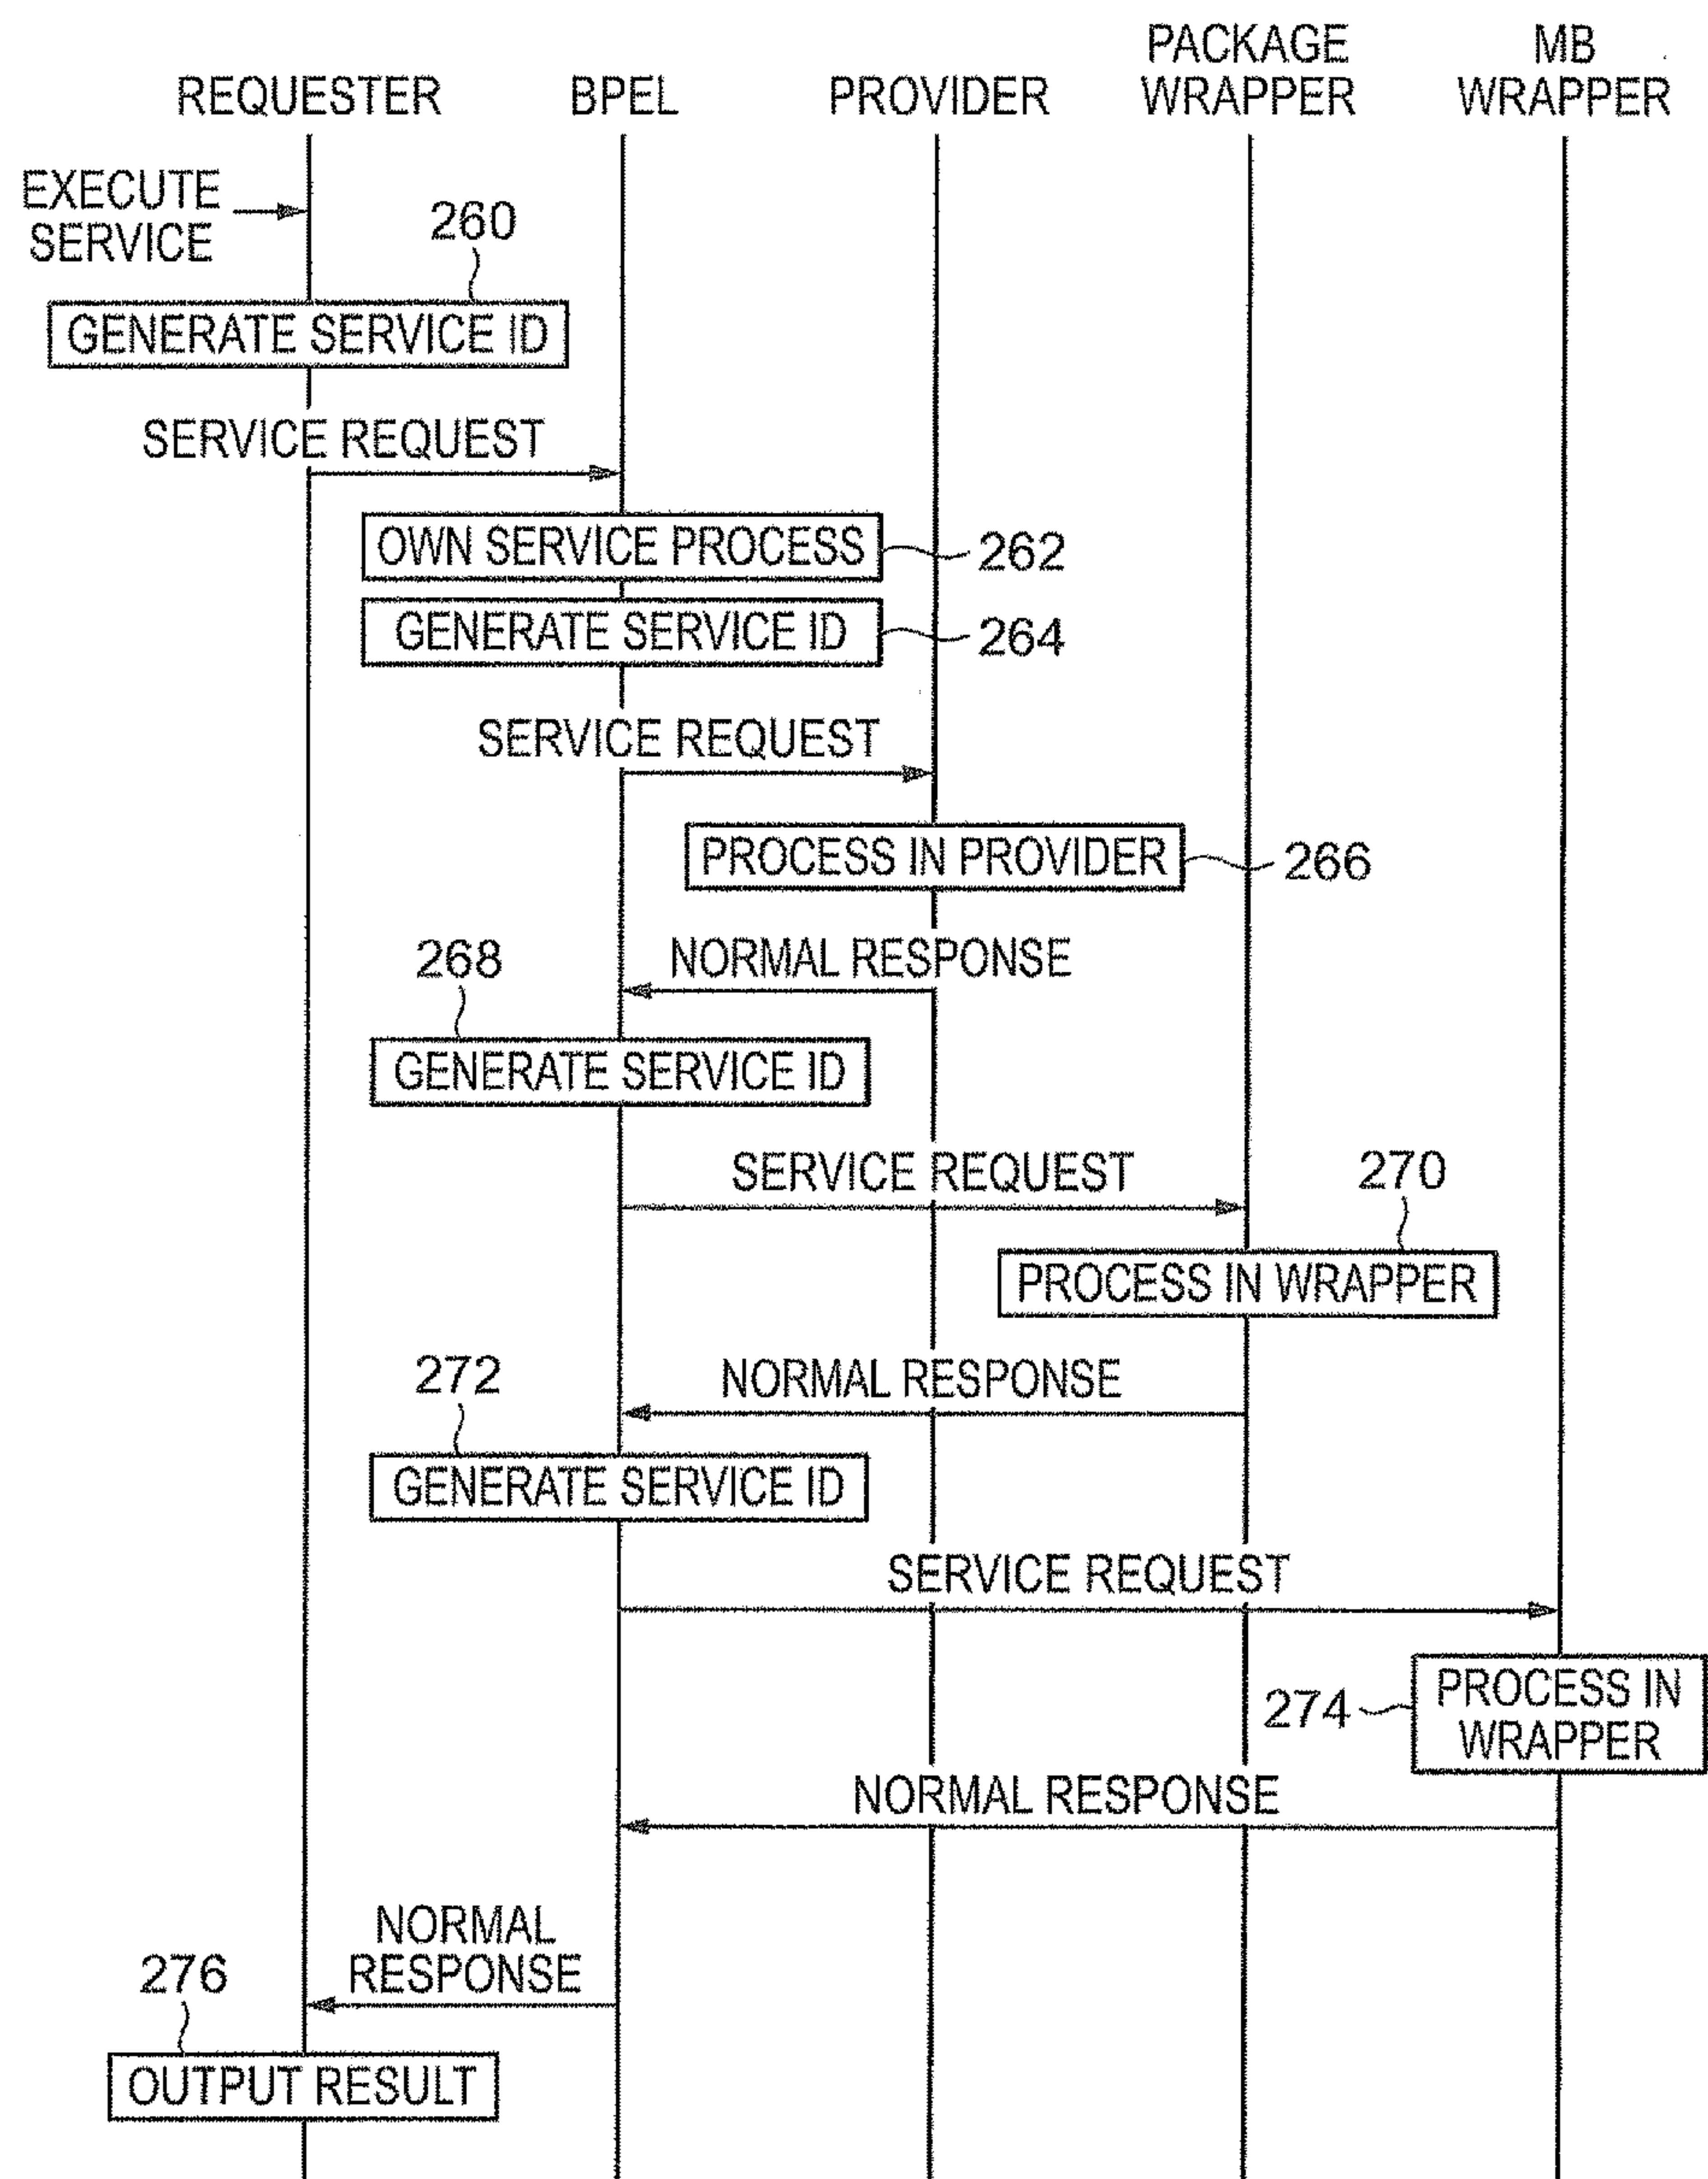 REQUESTER
BPEL
PROVIDER
PACKAGE
WRAPPER
MB
WRAPPER
EXECUTE
SERVICE
260
GENERATE SERVICE ID
SERVICE REQUEST
OWN SERVICE PROCESS
262
GENERATE SERVICE ID
264
SERVICE REQUEST
PROCESS IN PROVIDER
266
NORMAL RESPONSE
268
GENERATE SERVICE ID
SERVICE REQUEST
270
PROCESS IN WRAPPER
NORMAL RESPONSE
272
GENERATE SERVICE ID
SERVICE REQUEST
274
PROCESS IN
WRAPPER
NORMAL RESPONSE
NORMAL
RESPONSE
276
OUTPUT RESULT